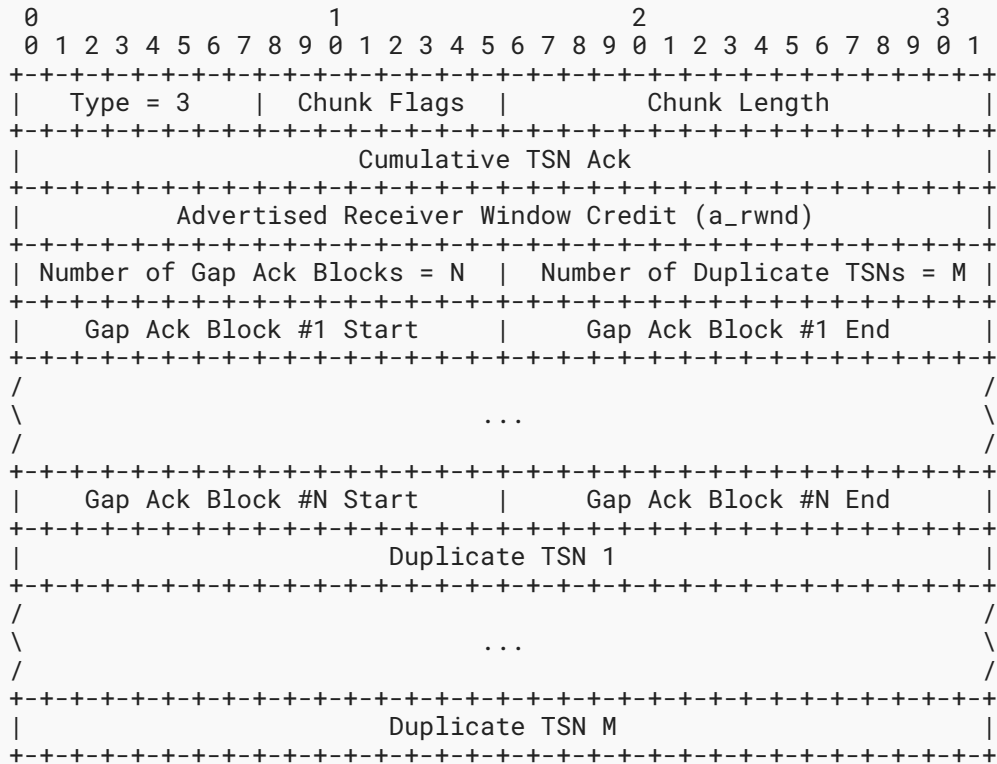 0                   1                   2                   3
 0 1 2 3 4 5 6 7 8 9 0 1 2 3 4 5 6 7 8 9 0 1 2 3 4 5 6 7 8 9 0 1
+-+-+-+-+-+-+-+-+-+-+-+-+-+-+-+-+-+-+-+-+-+-+-+-+-+-+-+-+-+-+-+-+
|   Type = 3    |  Chunk Flags  |         Chunk Length          |
+-+-+-+-+-+-+-+-+-+-+-+-+-+-+-+-+-+-+-+-+-+-+-+-+-+-+-+-+-+-+-+-+
|                      Cumulative TSN Ack                       |
+-+-+-+-+-+-+-+-+-+-+-+-+-+-+-+-+-+-+-+-+-+-+-+-+-+-+-+-+-+-+-+-+
|          Advertised Receiver Window Credit (a_rwnd)           |
+-+-+-+-+-+-+-+-+-+-+-+-+-+-+-+-+-+-+-+-+-+-+-+-+-+-+-+-+-+-+-+-+
| Number of Gap Ack Blocks = N  |  Number of Duplicate TSNs = M |
+-+-+-+-+-+-+-+-+-+-+-+-+-+-+-+-+-+-+-+-+-+-+-+-+-+-+-+-+-+-+-+-+
|    Gap Ack Block #1 Start     |     Gap Ack Block #1 End      |
+-+-+-+-+-+-+-+-+-+-+-+-+-+-+-+-+-+-+-+-+-+-+-+-+-+-+-+-+-+-+-+-+
/                                                               /
\                              ...                              \
/                                                               /
+-+-+-+-+-+-+-+-+-+-+-+-+-+-+-+-+-+-+-+-+-+-+-+-+-+-+-+-+-+-+-+-+
|    Gap Ack Block #N Start     |     Gap Ack Block #N End      |
+-+-+-+-+-+-+-+-+-+-+-+-+-+-+-+-+-+-+-+-+-+-+-+-+-+-+-+-+-+-+-+-+
|                        Duplicate TSN 1                        |
+-+-+-+-+-+-+-+-+-+-+-+-+-+-+-+-+-+-+-+-+-+-+-+-+-+-+-+-+-+-+-+-+
/                                                               /
\                              ...                              \
/                                                               /
+-+-+-+-+-+-+-+-+-+-+-+-+-+-+-+-+-+-+-+-+-+-+-+-+-+-+-+-+-+-+-+-+
|                        Duplicate TSN M                        |
+-+-+-+-+-+-+-+-+-+-+-+-+-+-+-+-+-+-+-+-+-+-+-+-+-+-+-+-+-+-+-+-+